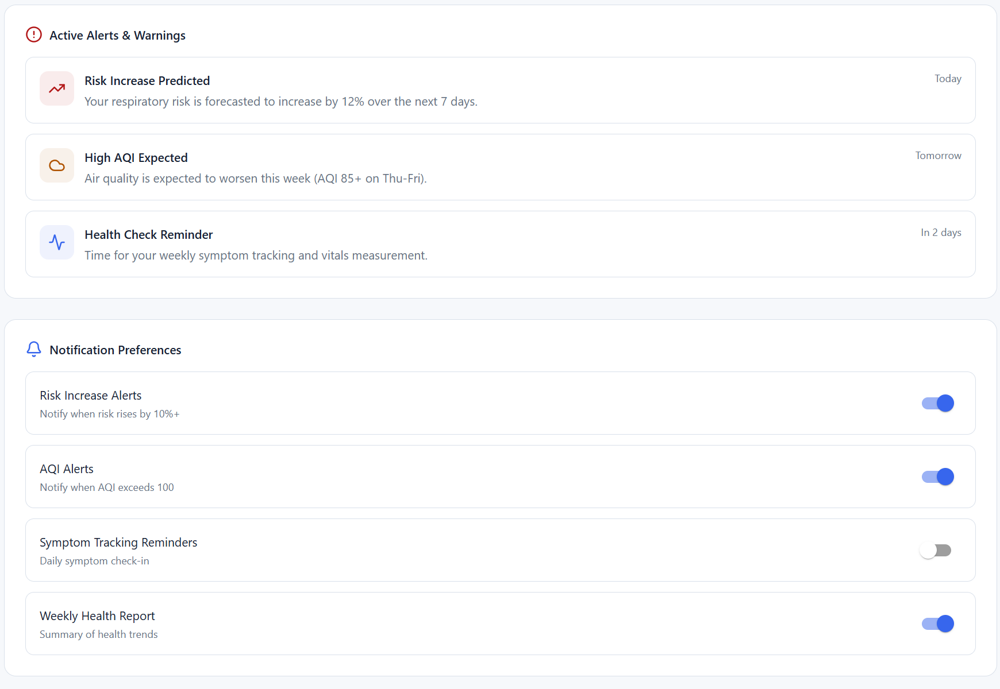 Active Alerts & Warnings
Risk Increase Predicted
Today
Your respiratory risk is forecasted to increase by 12% over the next 7 days.
High AQI Expected
Tomorrow
Air quality is expected to worsen this week (AQI 85+ on Thu-Fri).
Health Check Reminder
In 2 days
Time for your weekly symptom tracking and vitals measurement.
Notification Preferences
Risk Increase Alerts
Notify when risk rises by 10%+
AQI Alerts
Notify when AQI exceeds 100
Symptom Tracking Reminders
Daily symptom check-in
Weekly Health Report
Summary of health trends